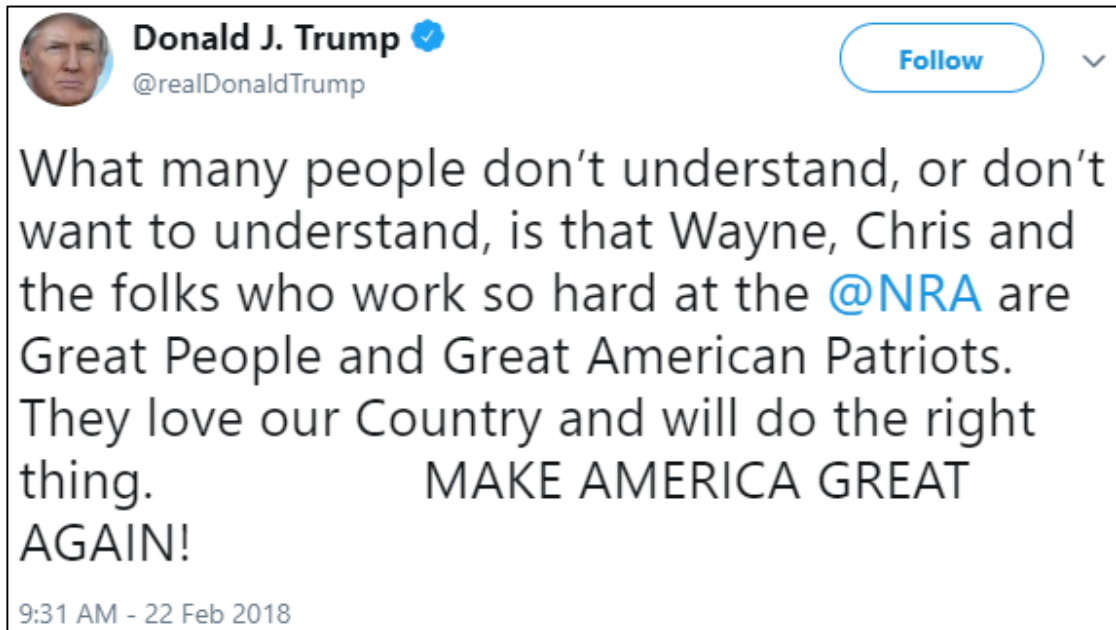 Donald J. Trump
Follow
@realDonaldTrump
What many people don’t understand, or don’t
want to understand, is that Wayne, Chris and
the folks who work so hard at the @NRA are
Great People and Great American Patriots.
They love our Country and will do the right
thing. MAKE AMERICA GREAT
AGAIN!
9:31 AM - 22 Feb 2018